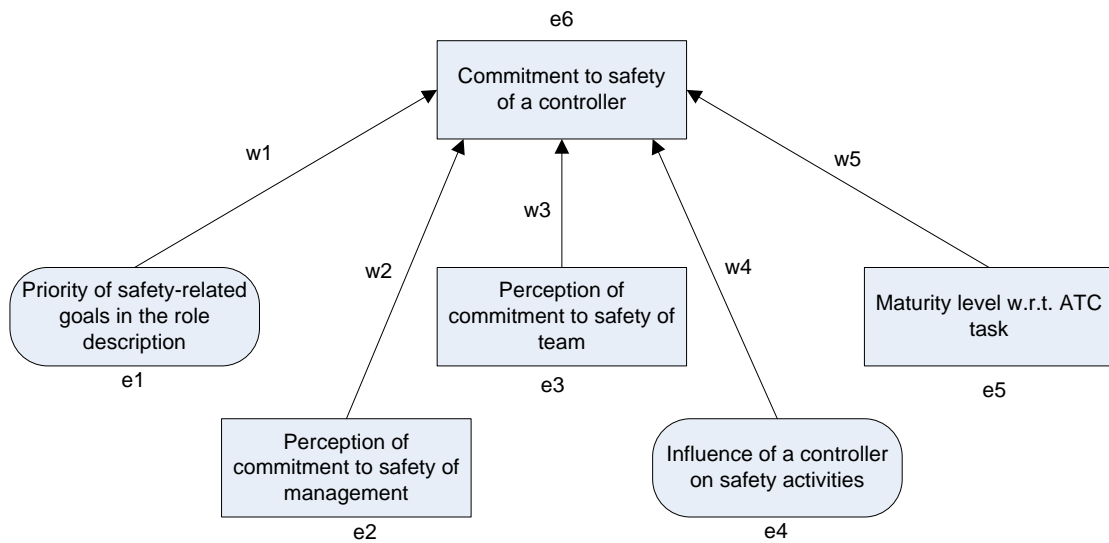 e6
Commitment to safety
of a controller
w1
w5
w3
w2
w4
Priority of safety-related
goals in the role
description
e1
Perception of
commitment to safety of
team
e3
Maturity level w.r.t. ATC
task
e5
Perception of
commitment to safety of
management
e2
Influence of a controller
on safety activities
e4